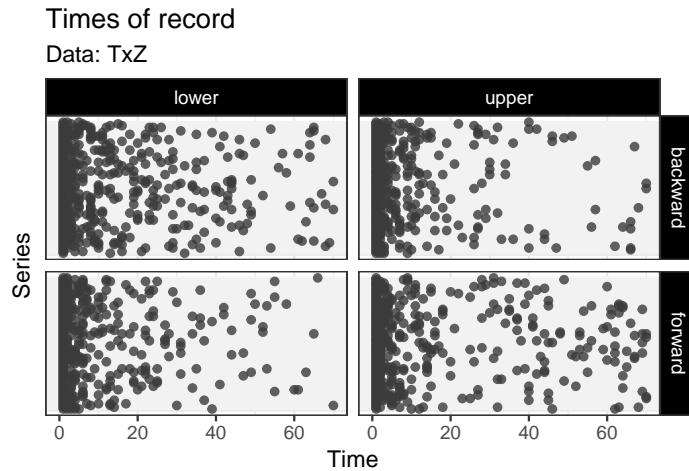 Times of record
Data: TxZ
lower
upper
backward
forward
Series
0 20 40 60
0 20 40 60
Time